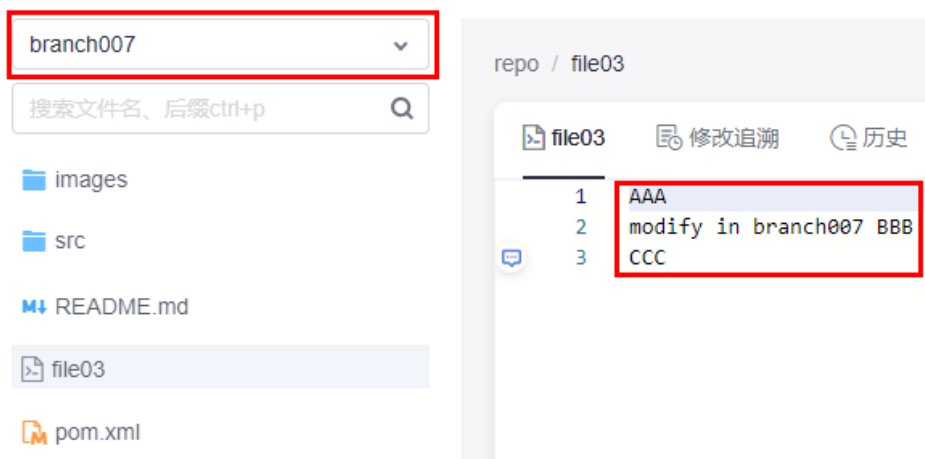 branch007
搜索文件名、后缀ctrl+p
images
src
README.md
file03
pom.xml
repo / file03
file03 修改追溯 历史
1 AAA
2 modify in branch007 BBB
3 CCC